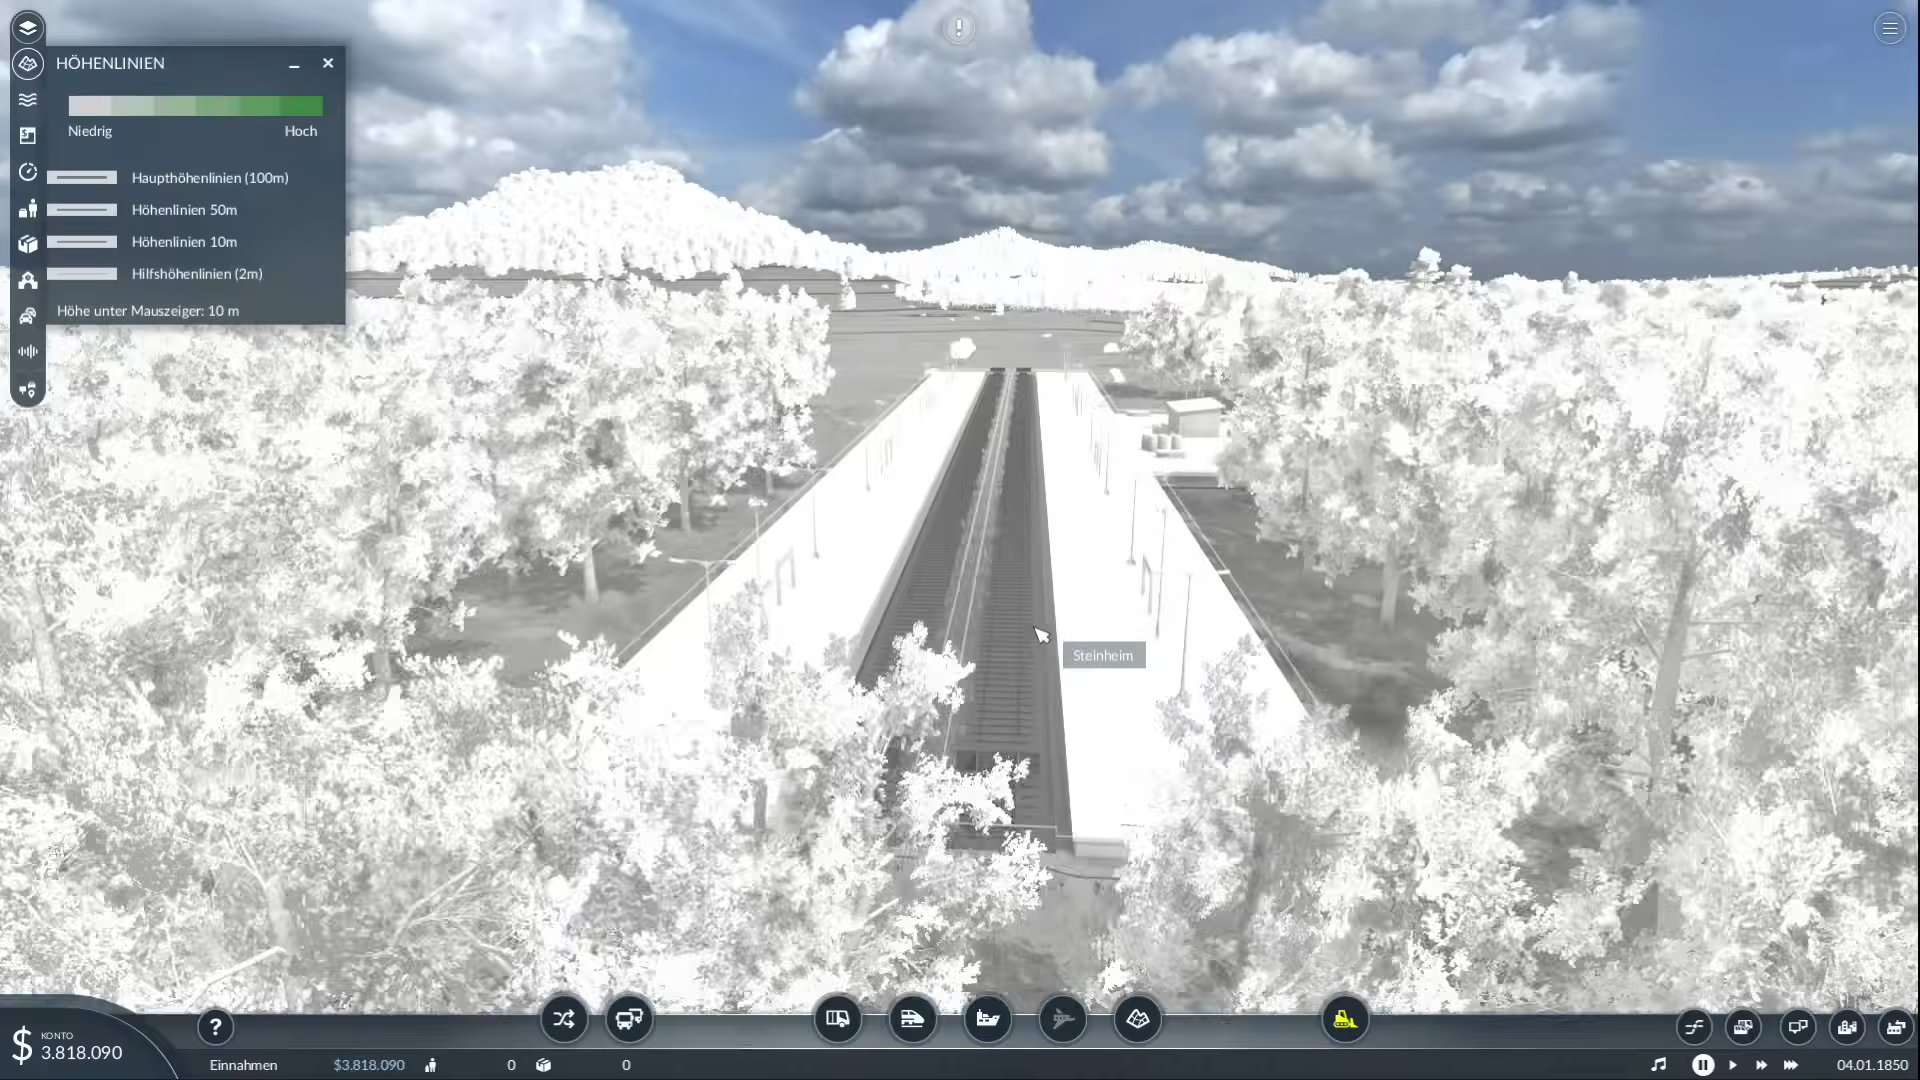 HÖHENLINIEN
Niedrig Hoch
Haupthöhenlinien (100m)
Höhenlinien 50m
Höhenlinien 10m
Hilfshöhenlinien (2m)
Höhe unter Mauszeiger: 10 m
Steinheim
$ KONTO
3.818.090
?
Einnahmen $3.818.090 0 0
04.01.1850